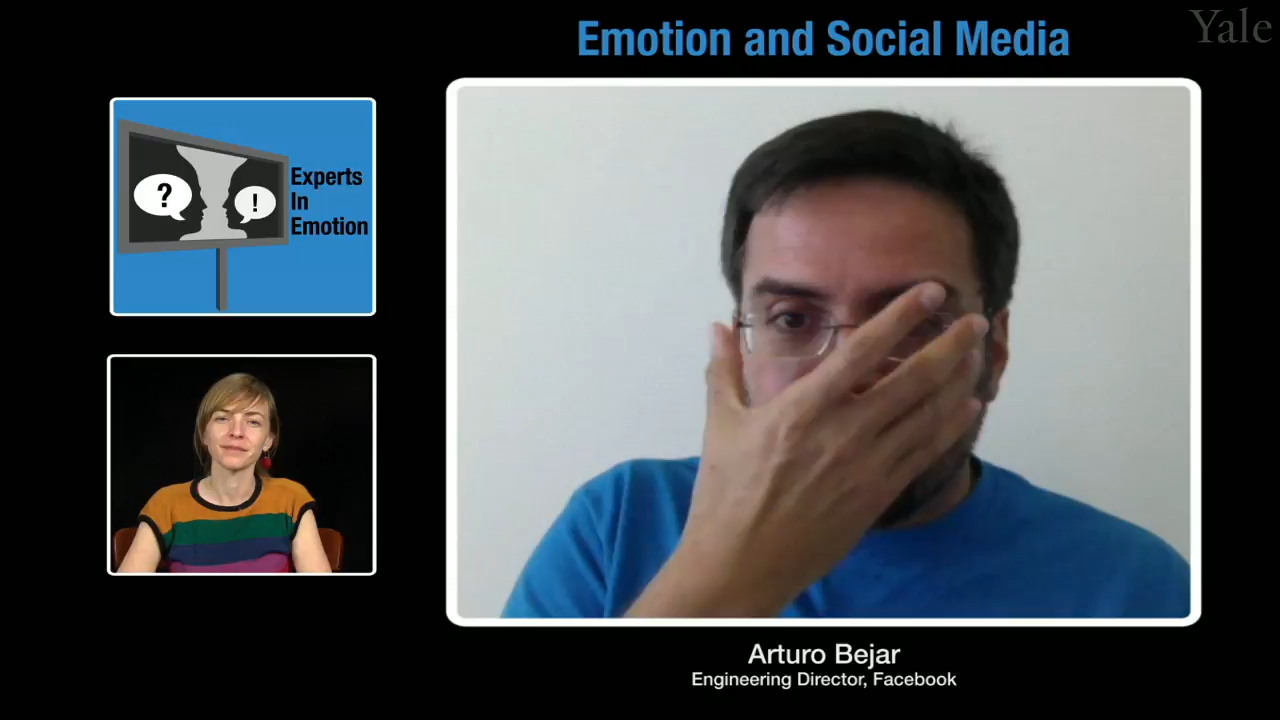 Emotion and Social Media
Yale
?
!
Experts
In
Emotion
Arturo Bejar
Engineering Director, Facebook